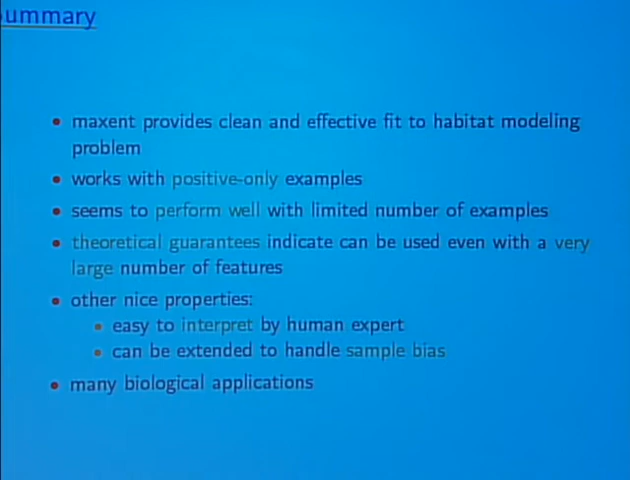 ummary
• maxent provides clean and effective fit to habitat modeling
problem
• works with positive-only examples
• seems to perform well with limited number of examples
• theoretical guarantees indicate can be used even with a very
large number of features
• other nice properties:
• easy to interpret by human expert
• can be extended to handle sample bias
• many biological applications